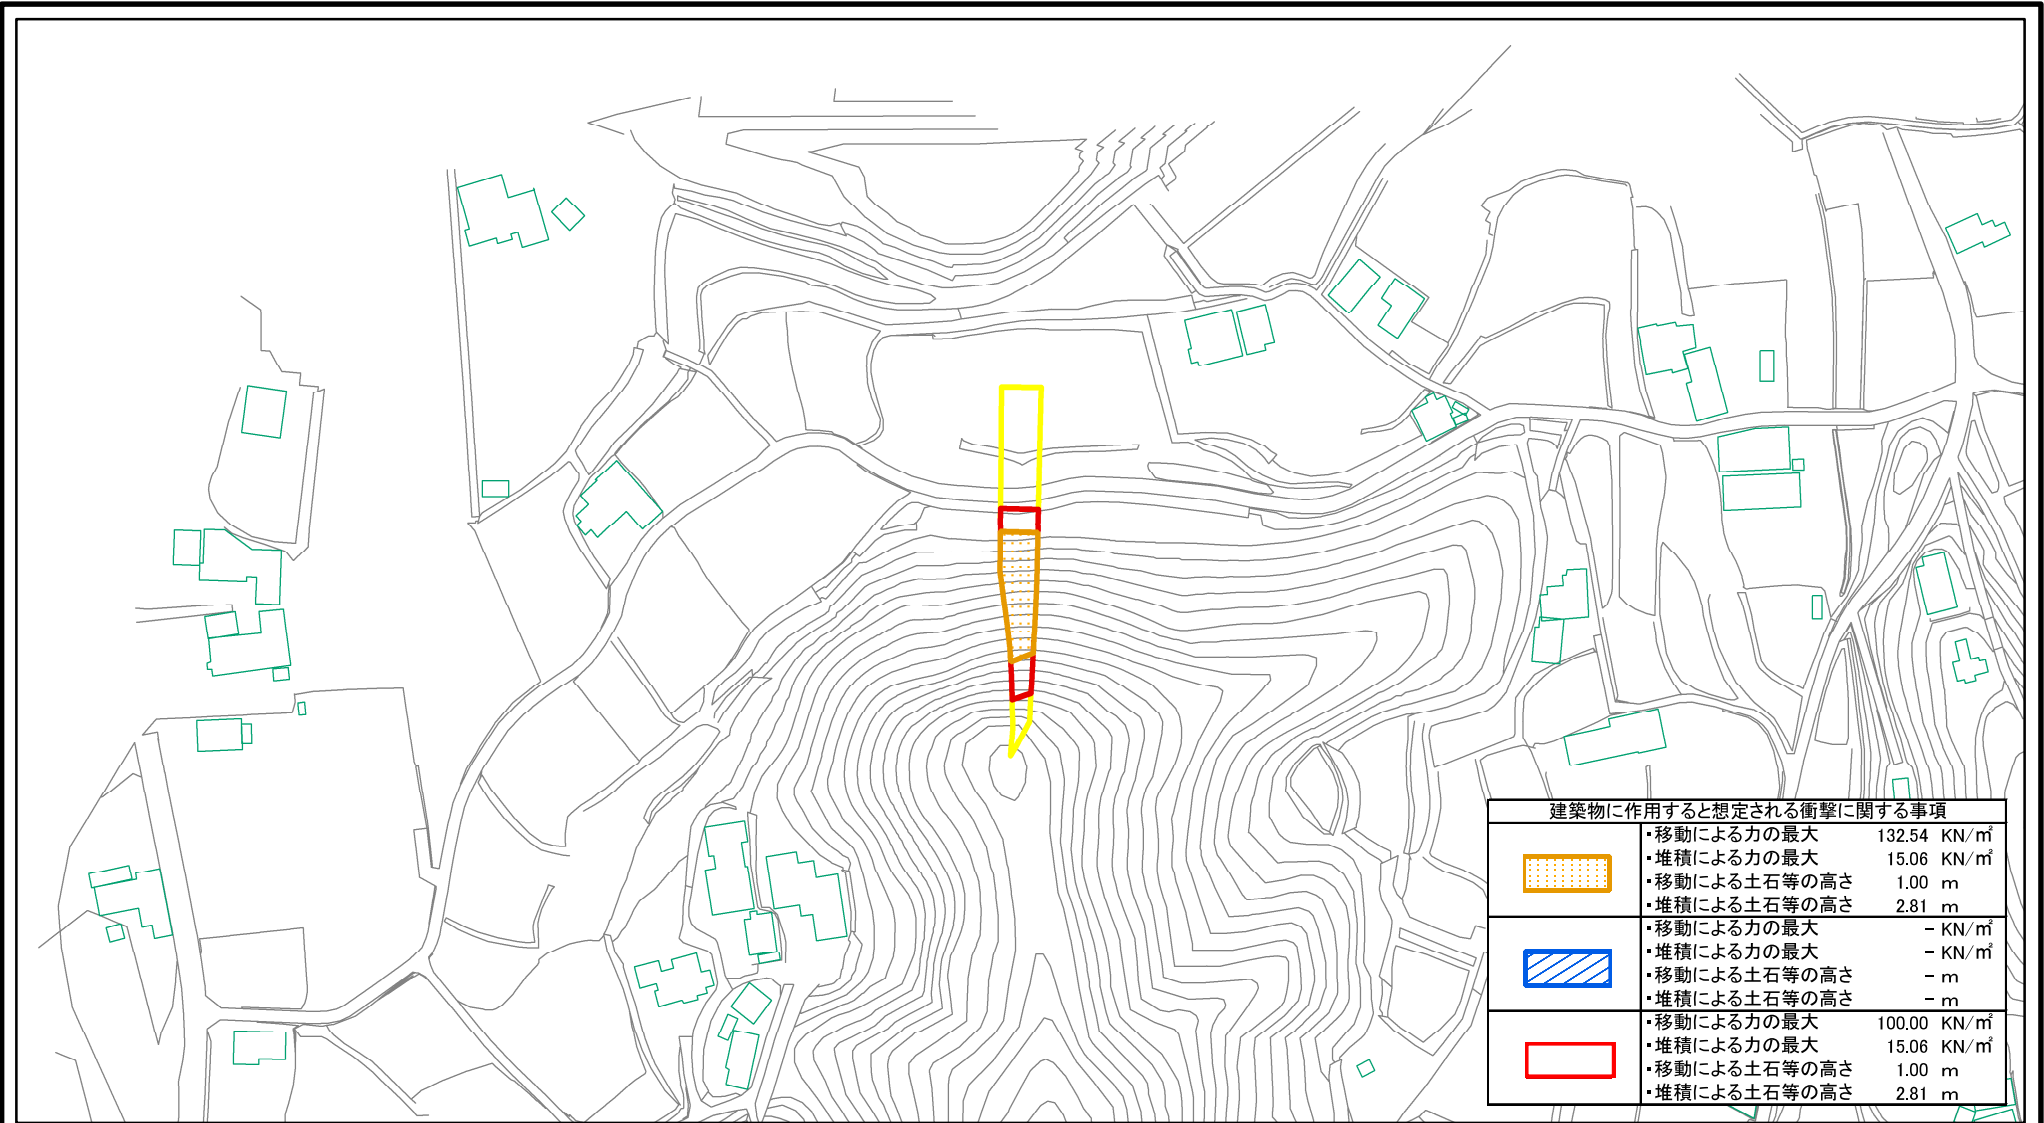 建築物に作用すると想定される衝撃に関する事項
・移動による力の最大 132.54 KN/㎡
・堆積による力の最大 15.06 KN/㎡
・移動による土石等の高さ 1.00 m
・堆積による土石等の高さ 2.81 m
・移動による力の最大 - KN/㎡
・堆積による力の最大 - KN/㎡
・移動による土石等の高さ - m
・堆積による土石等の高さ - m
・移動による力の最大 100.00 KN/㎡
・堆積による力の最大 15.06 KN/㎡
・移動による土石等の高さ 1.00 m
・堆積による土石等の高さ 2.81 m